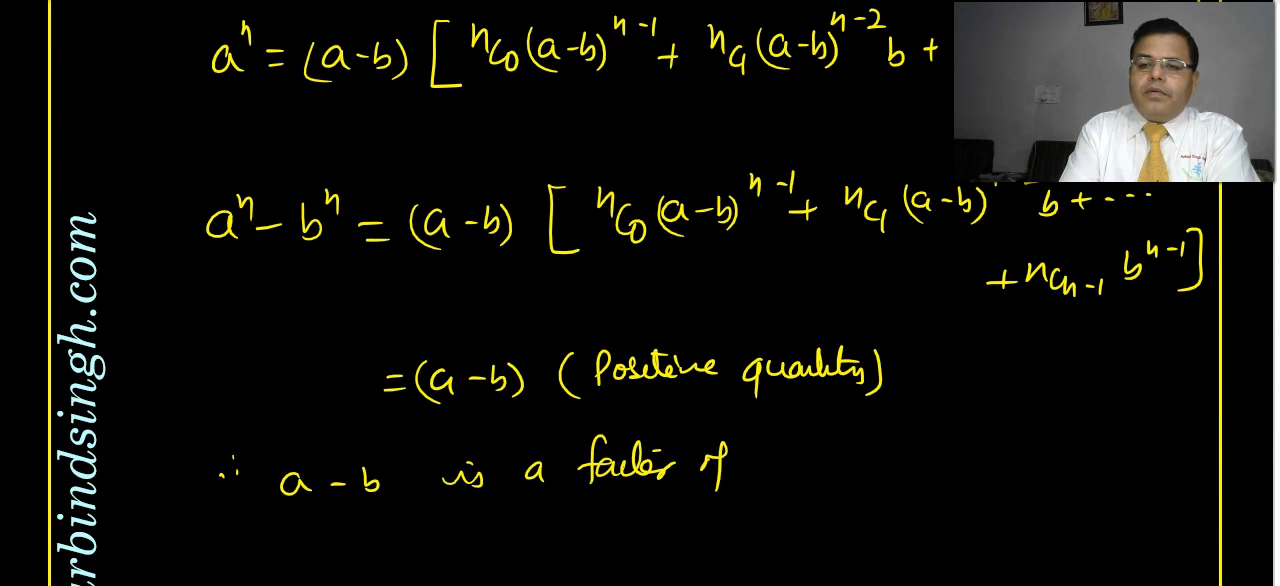 aⁿ = (a-b) [ ⁿC₀ (a-b)ⁿ⁻¹ + ⁿC₁ (a-b)ⁿ⁻² b +
aⁿ - bⁿ = (a-b) [ ⁿC₀ (a-b)ⁿ⁻¹ + ⁿC₁ (a-b) b + ...
+ ⁿCₙ₋₁ bⁿ⁻¹ ]
= (a-b) (Positive quantity)
∴ a-b is a factor of
rbindsingh.com